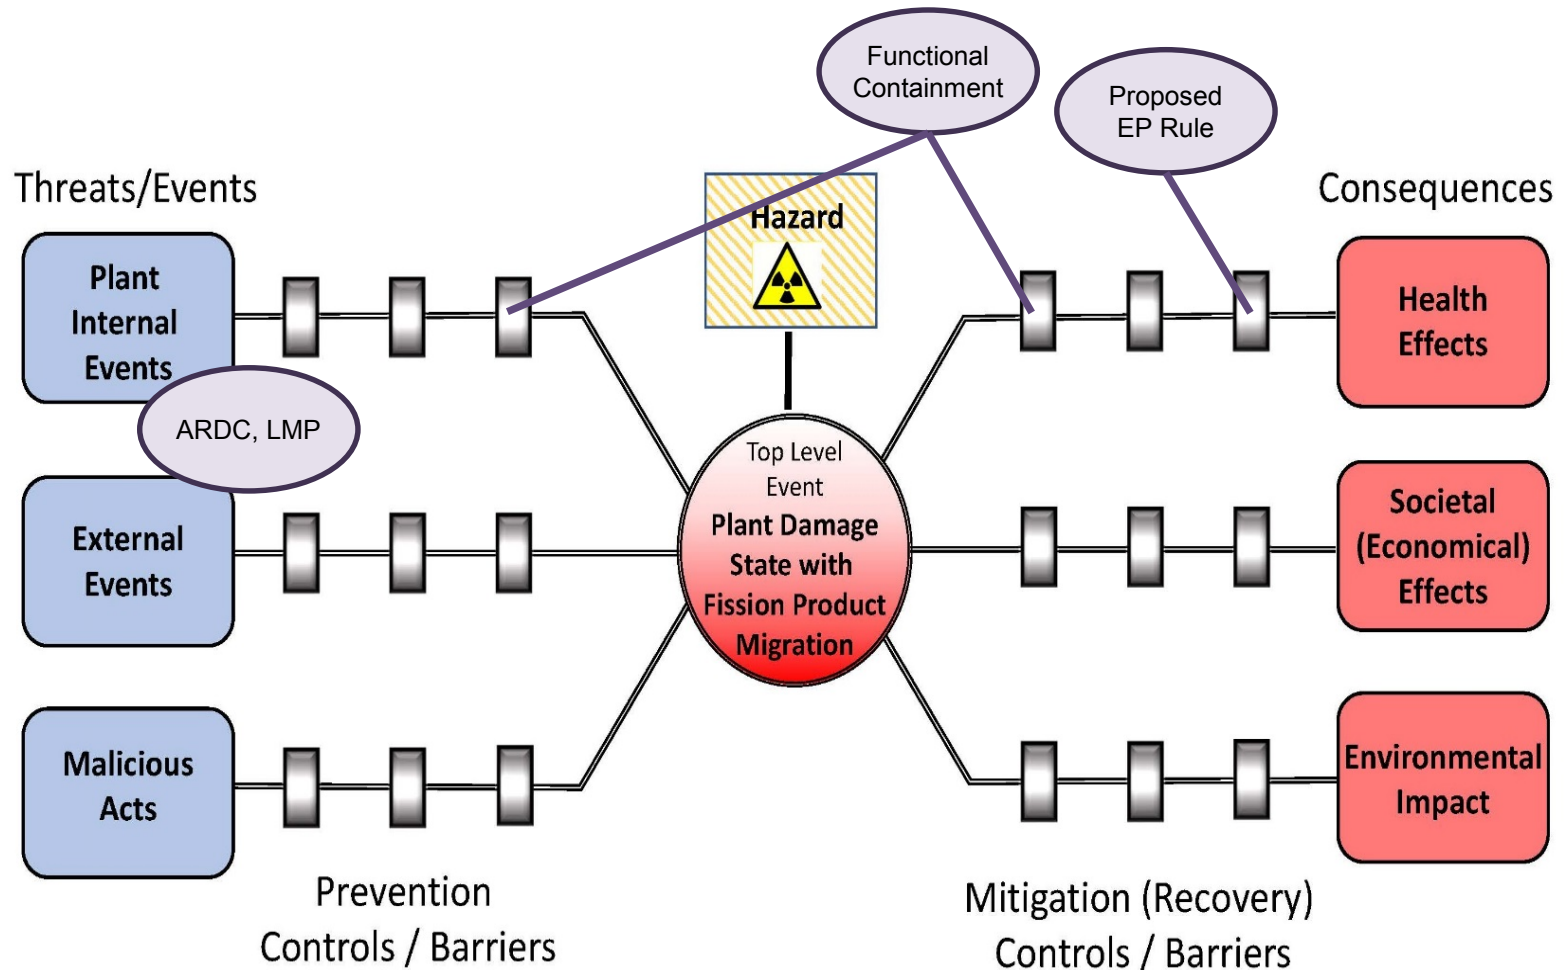 Functional
Containment
Proposed
EP Rule
Threats/Events
Consequences
Hazard
Plant
Internal
Events
Health
Effects
ARDC, LMP
Top Level
Event
Plant Damage
State with
Fission Product
Migration
External
Events
Societal
(Economical)
Effects
Malicious
Acts
Environmental
Impact
Prevention
Controls / Barriers
Mitigation (Recovery)
Controls / Barriers